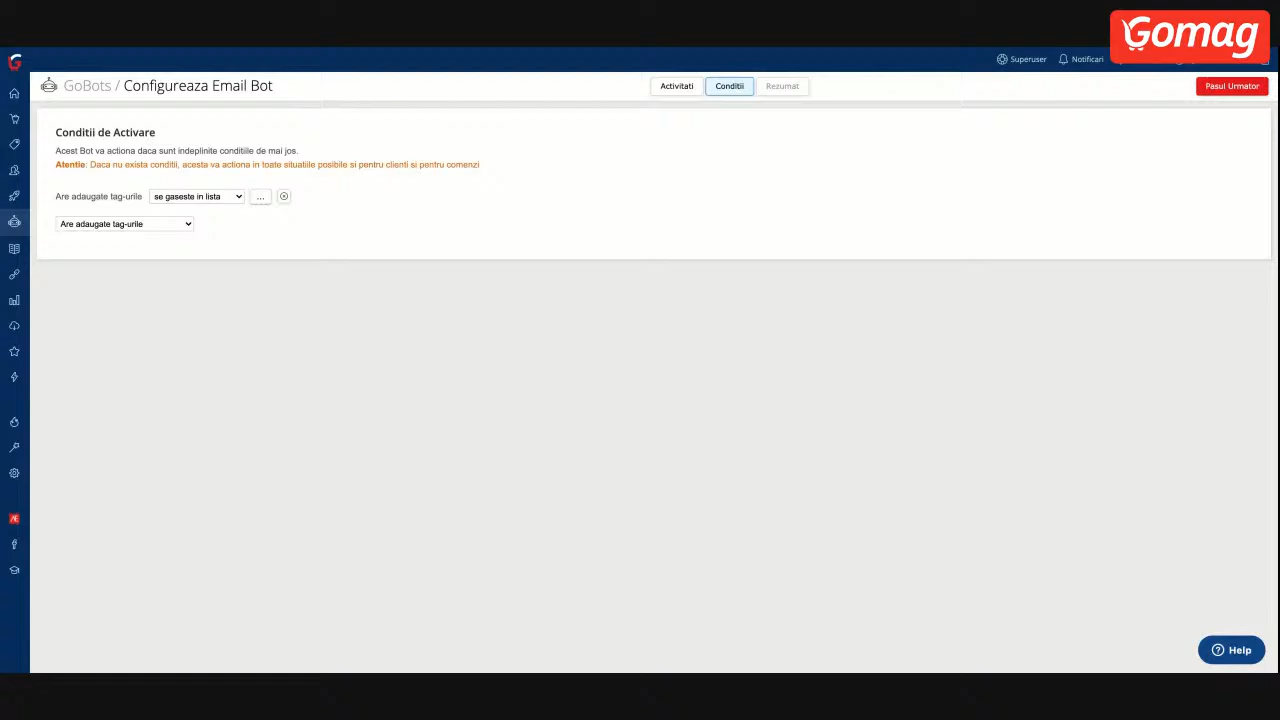 Gomag
Superuser
Notificari
GoBots / Configureaza Email Bot
Activitati
Conditii
Rezumat
Pasul Urmator
Conditii de Activare
Acest Bot va actiona daca sunt indeplinite conditiile de mai jos.
Atentie: Daca nu exista conditii, acesta va actiona in toate situatiile posibile si pentru clienti si pentru comenzi
Are adaugate tag-urile se gaseste in lista ...
Are adaugate tag-urile
Help